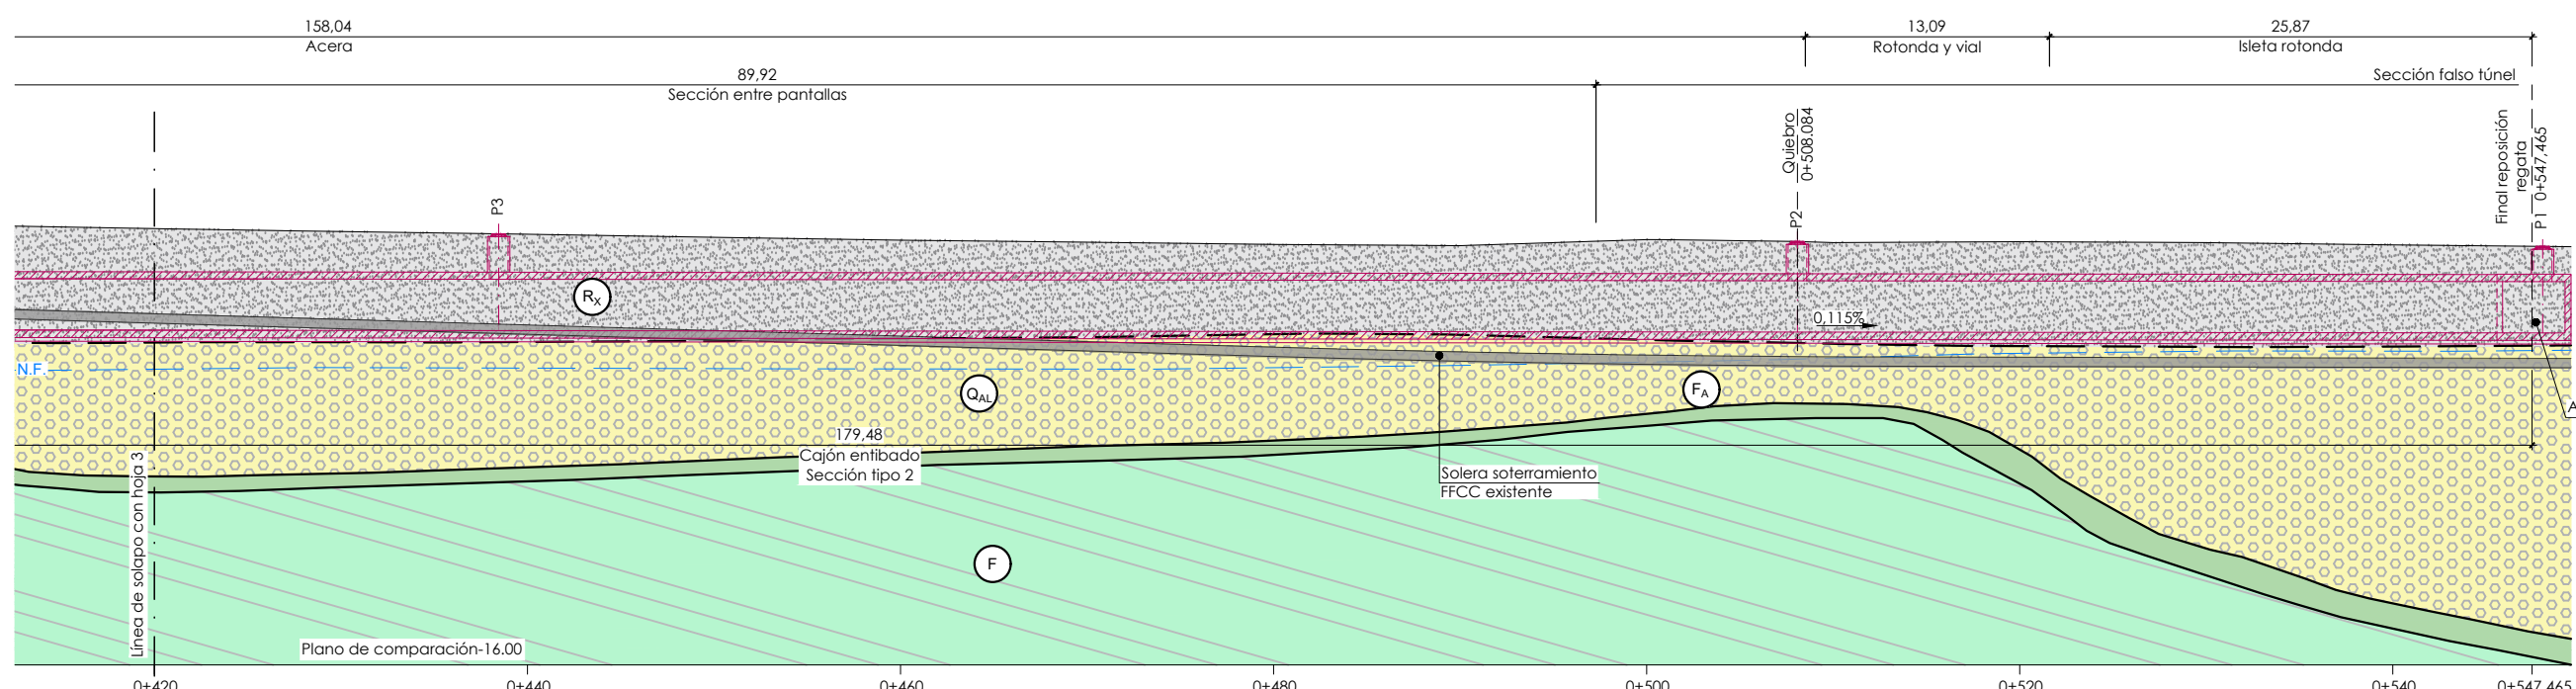 158,04
Acera
13,09
Rotonda y vial
25,87
Isleta rotonda
89,92
Sección entre pantallas
Sección falso túnel
Quiebro
0+508.084
Final reposición
regata
0+547,465
P3
P2
P1
RX
0,115%
N.F.
QAL
FA
A
179,48
Cajón entibado
Sección tipo 2
Solera soterramiento
FFCC existente
Línea de solapo con hoja 3
F
Plano de comparación-16.00
0+420
0+440
0+460
0+480
0+500
0+520
0+540
0+547,465